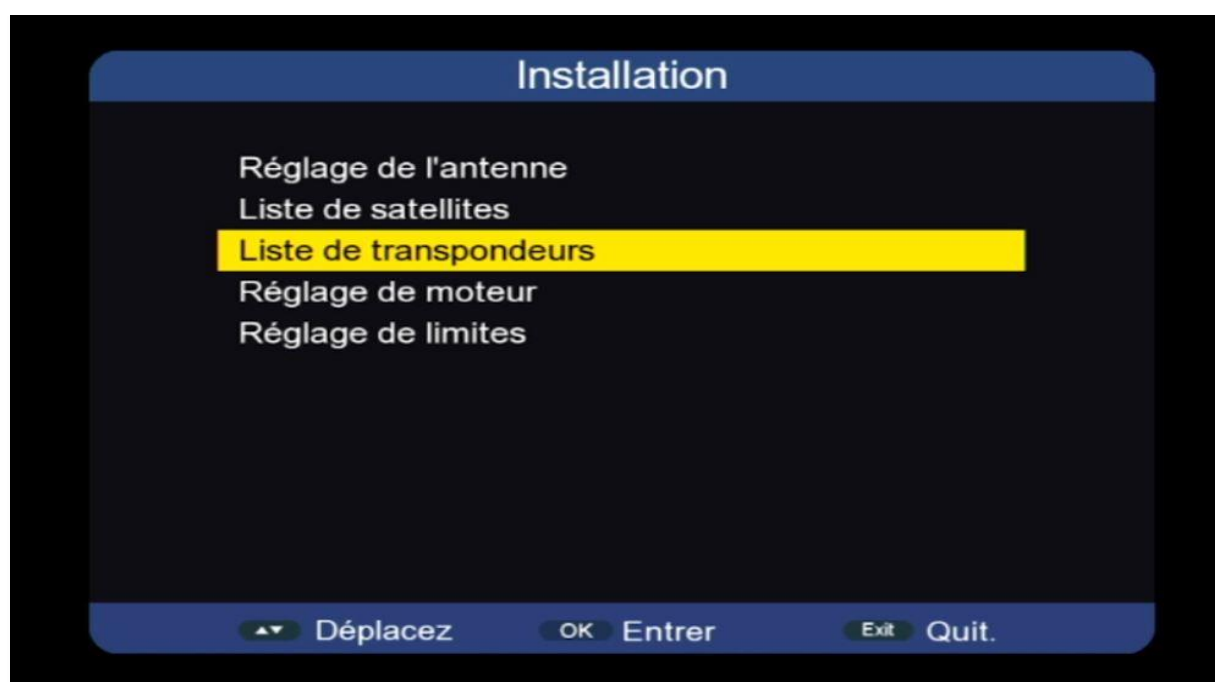 Installation
Réglage de l'antenne
Liste de satellites
Liste de transpondeurs
Réglage de moteur
Réglage de limites
Déplacez OK Entrer Exit Quit.